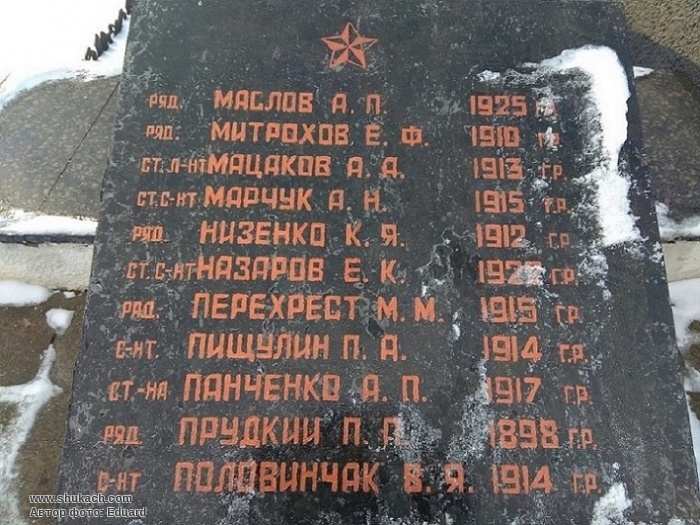 РЯД. МАСЛОВ А. П. 1925 Г.Р.
РЯД. МИТРОХОВ Е. Ф. 1910 Г.Р.
СТ. Л-НТ МАЦАКОВ А. А. 1913 Г.Р.
СТ. С-НТ МАРЧУК А. Н. 1915 Г.Р.
РЯД. НИЗЕНКО К. Я. 1912 Г.Р.
СТ. С-НТ НАЗАРОВ Е. К. Г.Р.
РЯД. ПЕРЕХРЕСТ М. М. 1915 Г.Р.
С-НТ. ПИЩУЛИН П. А. 1914 Г.Р.
СТ.-НА ПАНЧЕНКО А. П. 1917 Г.Р.
РЯД. ПРУДКИЙ П. П. 1898 Г.Р.
С-НТ ПОЛОВИНЧАК В. Я. 1914 Г.Р.
www.shukach.com
Автор фото: Eduard